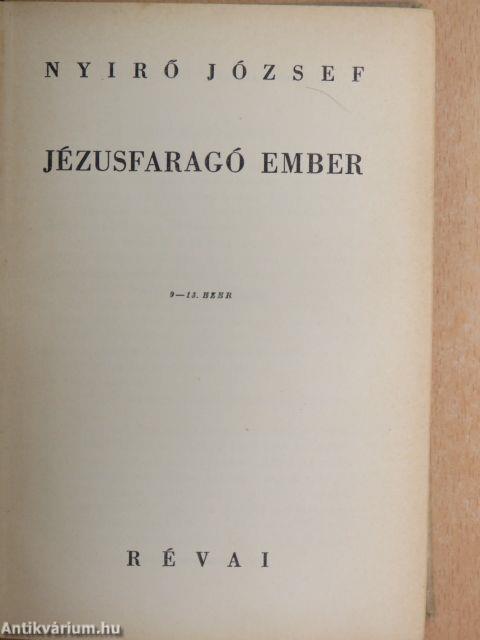 NYIRŐ JÓZSEF
JÉZUSFARAGÓ EMBER
9—13. EZER
RÉVAI
Antikvárium.hu